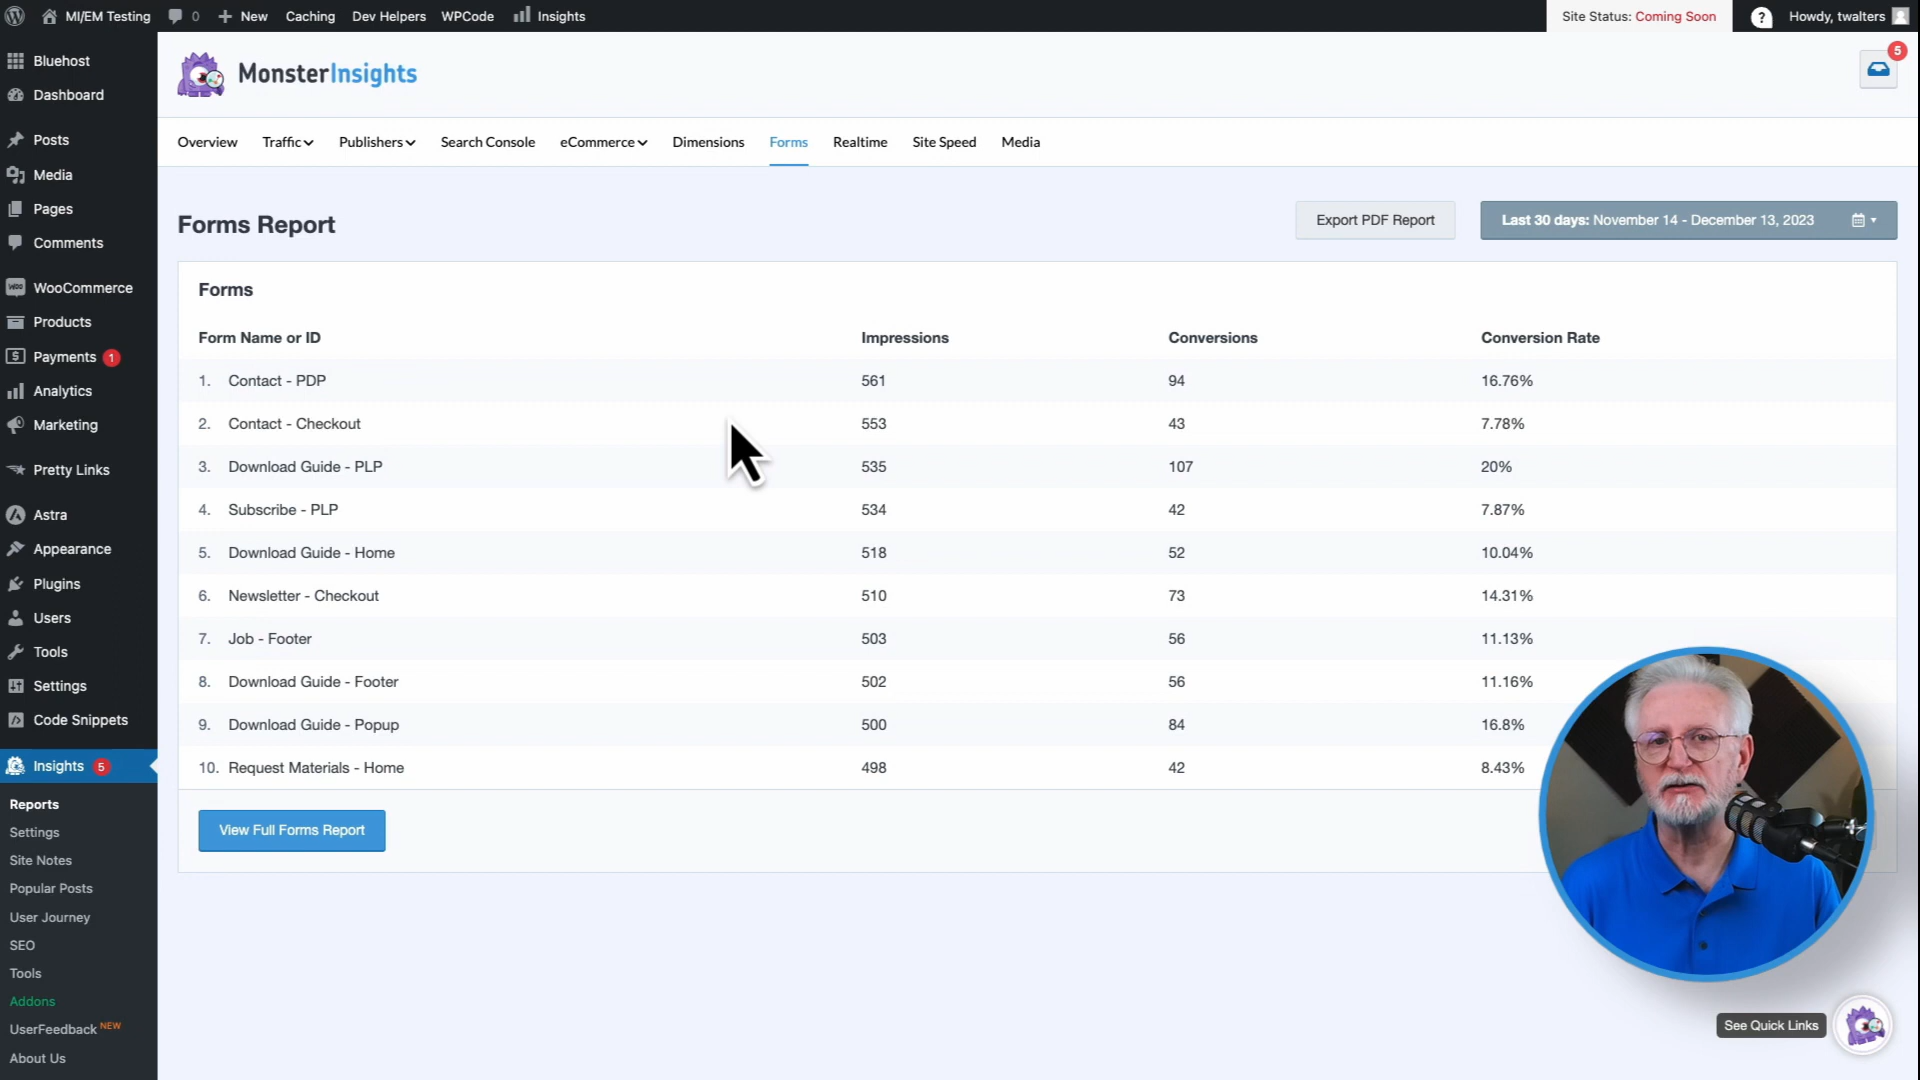 MI/EM Testing 0 New Caching Dev Helpers WPCode Insights Site Status: Coming Soon ? Howdy, twalters
Bluehost
Dashboard
Posts
Media
Pages
Comments
WooCommerce
Products
Payments 1
Analytics
Marketing
Pretty Links
Astra
Appearance
Plugins
Users
Tools
Settings
Code Snippets
Insights 5
Reports
Settings
Site Notes
Popular Posts
User Journey
SEO
Tools
Addons
UserFeedback NEW
About Us
MonsterInsights
5
Overview Traffic Publishers Search Console eCommerce Dimensions Forms Realtime Site Speed Media
Forms Report
Export PDF Report
Last 30 days: November 14 - December 13, 2023
Forms
Form Name or ID Impressions Conversions Conversion Rate
1. Contact - PDP 561 94 16.76%
2. Contact - Checkout 553 43 7.78%
3. Download Guide - PLP 535 107 20%
4. Subscribe - PLP 534 42 7.87%
5. Download Guide - Home 518 52 10.04%
6. Newsletter - Checkout 510 73 14.31%
7. Job - Footer 503 56 11.13%
8. Download Guide - Footer 502 56 11.16%
9. Download Guide - Popup 500 84 16.8%
10. Request Materials - Home 498 42 8.43%
View Full Forms Report
See Quick Links